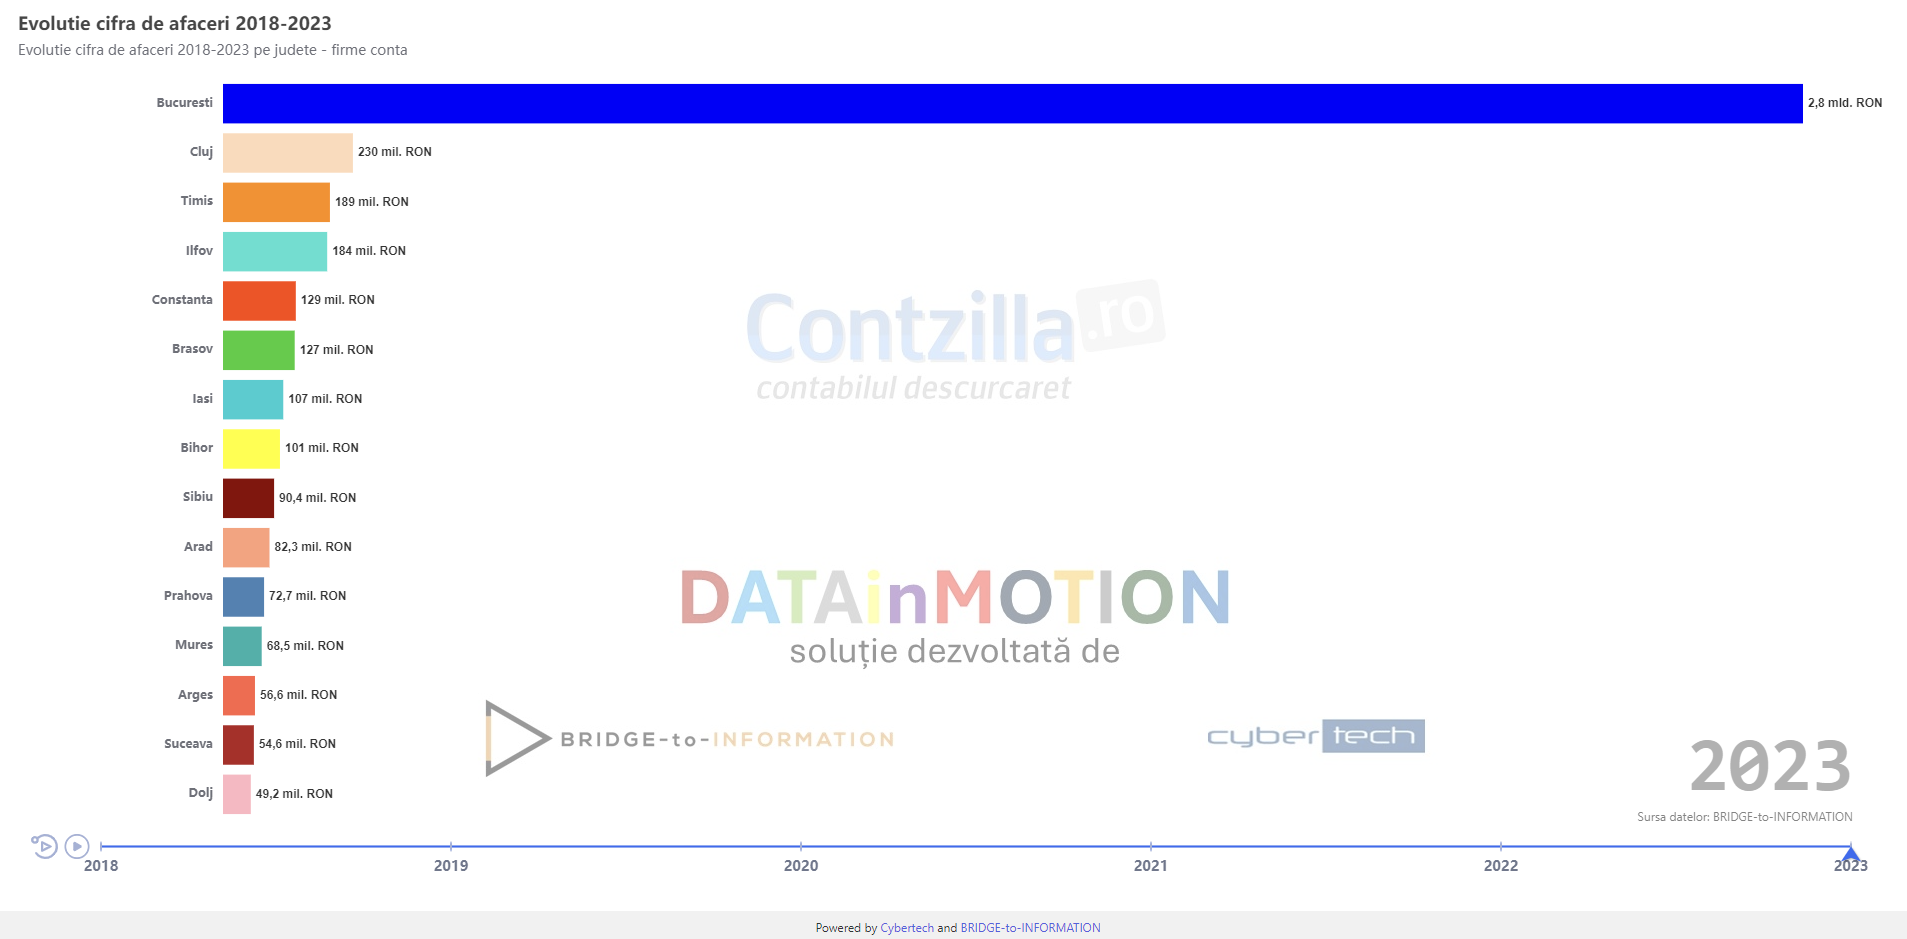 Evolutie cifra de afaceri 2018-2023
Evolutie cifra de afaceri 2018-2023 pe judete - firme conta
Bucuresti 2,8 mld. RON
Cluj 230 mil. RON
Timis 189 mil. RON
Ilfov 184 mil. RON
Constanta 129 mil. RON
Brasov 127 mil. RON
Iasi 107 mil. RON
Bihor 101 mil. RON
Sibiu 90,4 mil. RON
Arad 82,3 mil. RON
Prahova 72,7 mil. RON
Mures 68,5 mil. RON
Arges 56,6 mil. RON
Suceava 54,6 mil. RON
Dolj 49,2 mil. RON
Contzilla.ro
contabilul descurcaret
DATAinMOTION
soluție dezvoltată de
BRIDGE-to-INFORMATION
cybertech
2023
Sursa datelor: BRIDGE-to-INFORMATION
2018 2019 2020 2021 2022 2023
Powered by Cybertech and BRIDGE-to-INFORMATION